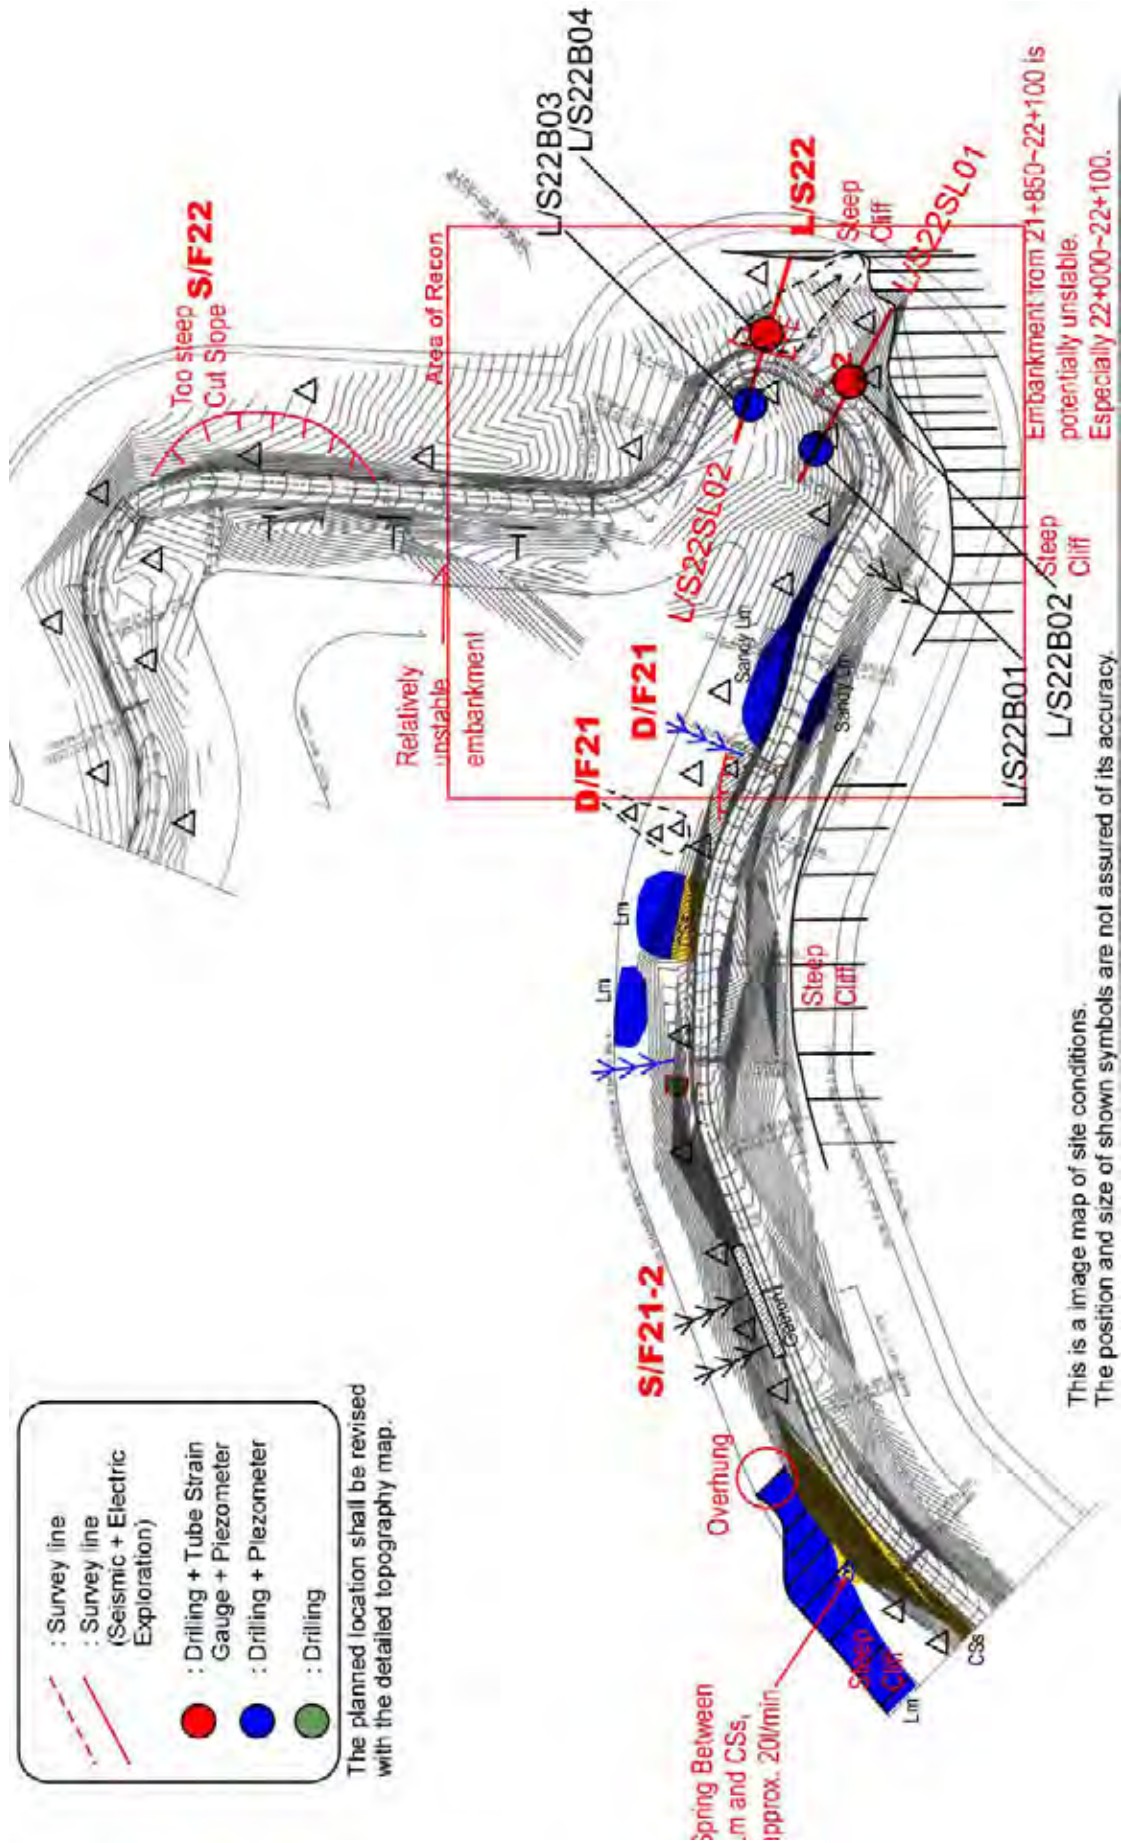 : Survey line
: Survey line
(Seismic + Electric
Exploration)
: Drilling + Tube Strain
Gauge + Piezometer
: Drilling + Piezometer
: Drilling
The planned location shall be revised
with the detailed topography map.
Too steep
Cut Slope
S/F22
Area of Recon
L/S22B03
L/S22B04
L/S22
Steep
Cliff
L/S22SL01
L/S22SL02
Relatively
unstable
embankment
D/F21
D/F21
Sandy Lm
Sandy Lm
Lm
Lm
Steep
Cliff
Steep
Cliff
L/S22B01
L/S22B02
Embankment from 21+850~22+100 is
potentially unstable.
Especially 22+000~22+100.
S/F21-2
Gabion
Overhung
Steep
Cliff
Spring Between
Lm and CSs,
approx. 20l/min
Lm
CSs
This is a image map of site conditions.
The position and size of shown symbols are not assured of its accuracy.